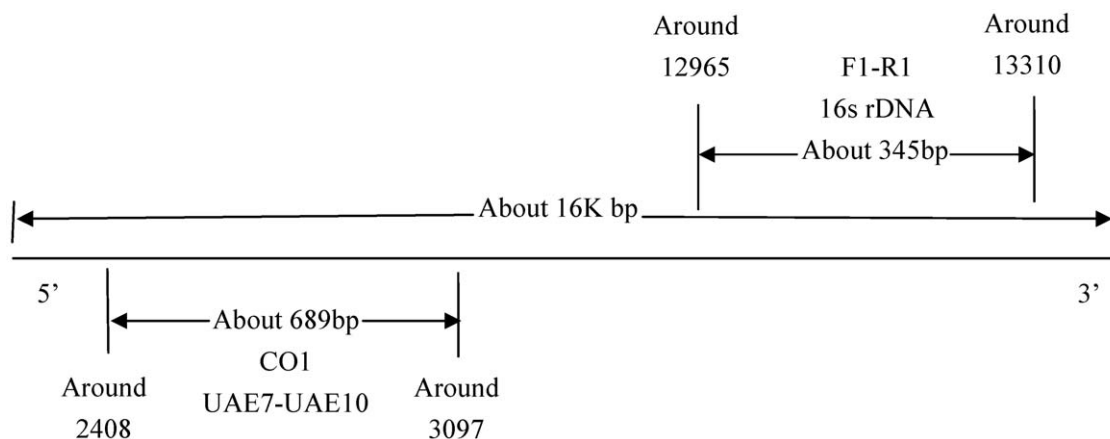 Around
12965
F1-R1
16s rDNA
About 345bp
Around
13310
About 16K bp
5’
3’
About 689bp
CO1
UAE7-UAE10
Around
2408
Around
3097